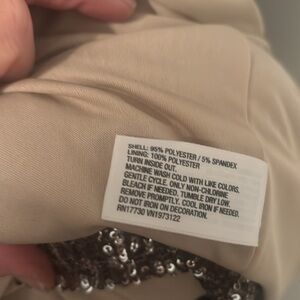 SHELL: 95% POLYESTER / 5% SPANDEX
LINING: 100% POLYESTER
TURN INSIDE OUT.
MACHINE WASH COLD WITH LIKE COLORS.
GENTLE CYCLE. ONLY NON-CHLORINE
BLEACH IF NEEDED. TUMBLE DRY LOW.
REMOVE PROMPTLY. COOL IRON IF NEEDED.
DO NOT IRON ON DECORATION.
RN17730 VN1973122